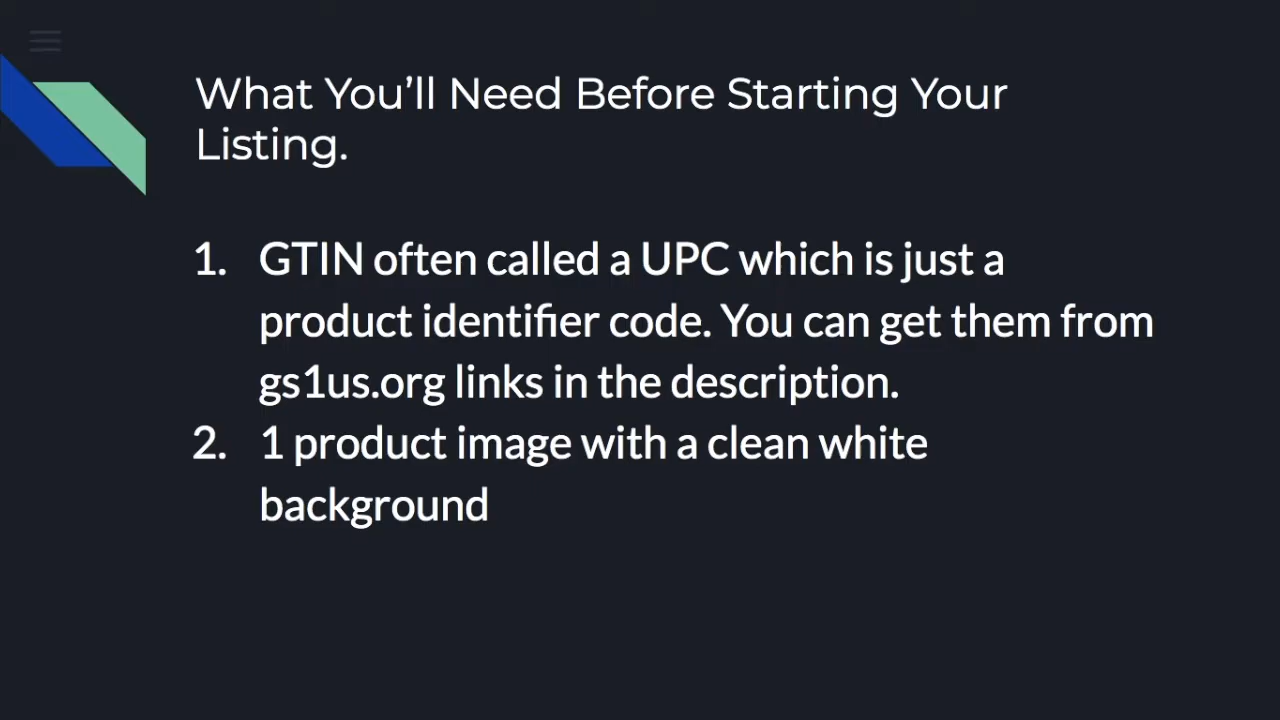 What You’ll Need Before Starting Your
Listing.
1. GTIN often called a UPC which is just a
product identifier code. You can get them from
gs1us.org links in the description.
2. 1 product image with a clean white
background